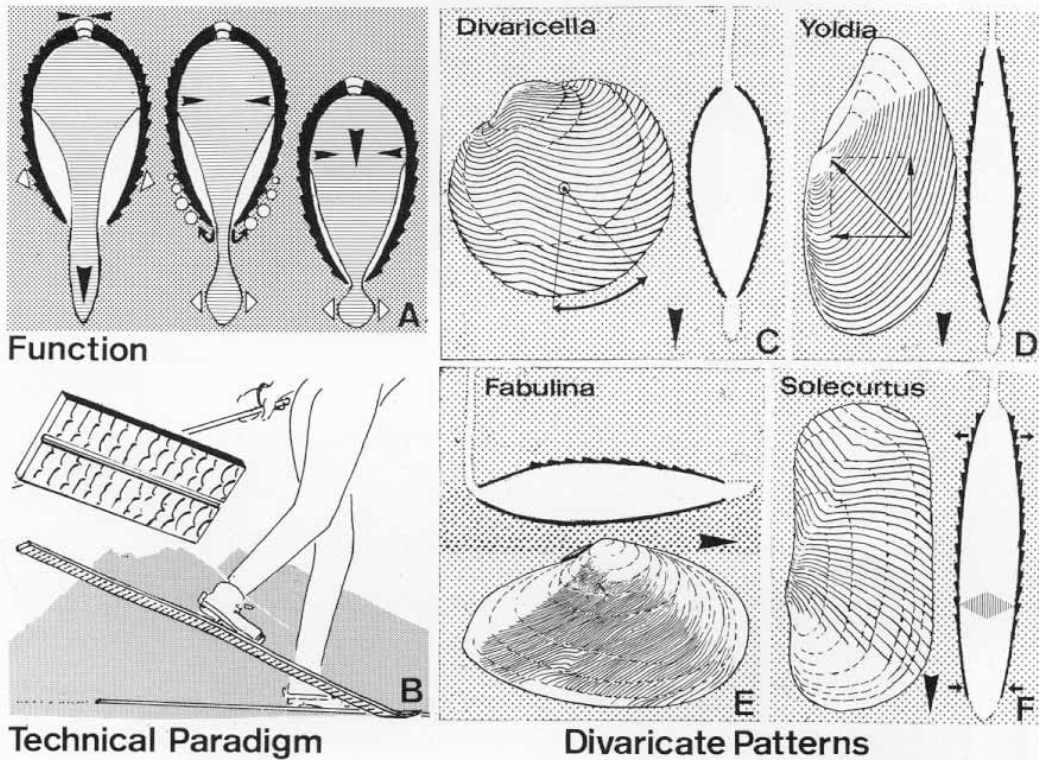 A
Function
B
Technical Paradigm
Divaricella
C
Yoldia
D
Fabulina
E
Solecurtus
F
Divaricate Patterns